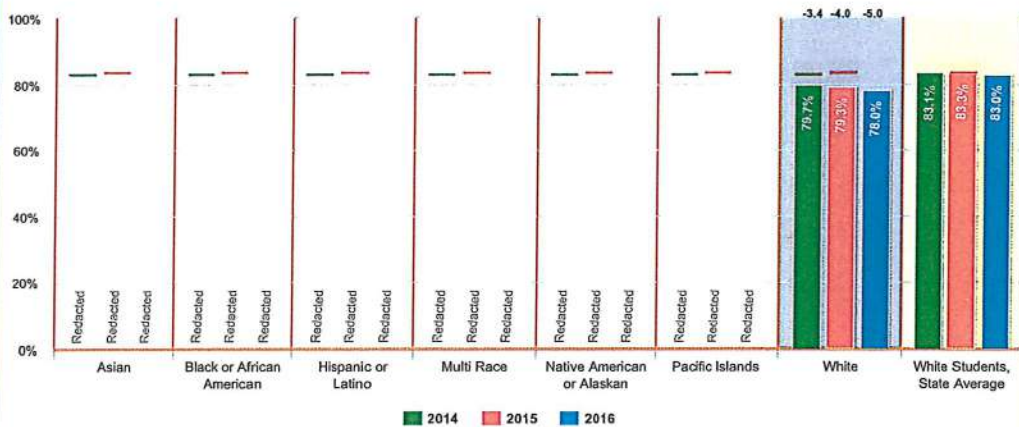 100%
-3.4 -4.0 -5.0
80%
79.7% 79.3% 78.0% 83.1% 83.3% 83.0%
60%
40%
20%
Redacted Redacted Redacted Redacted Redacted Redacted Redacted Redacted Redacted Redacted Redacted Redacted Redacted Redacted Redacted Redacted Redacted Redacted
0%
Asian
Black or African
American
Hispanic or
Latino
Multi Race
Native American
or Alaskan
Pacific Islands
White
White Students,
State Average
2014 2015 2016